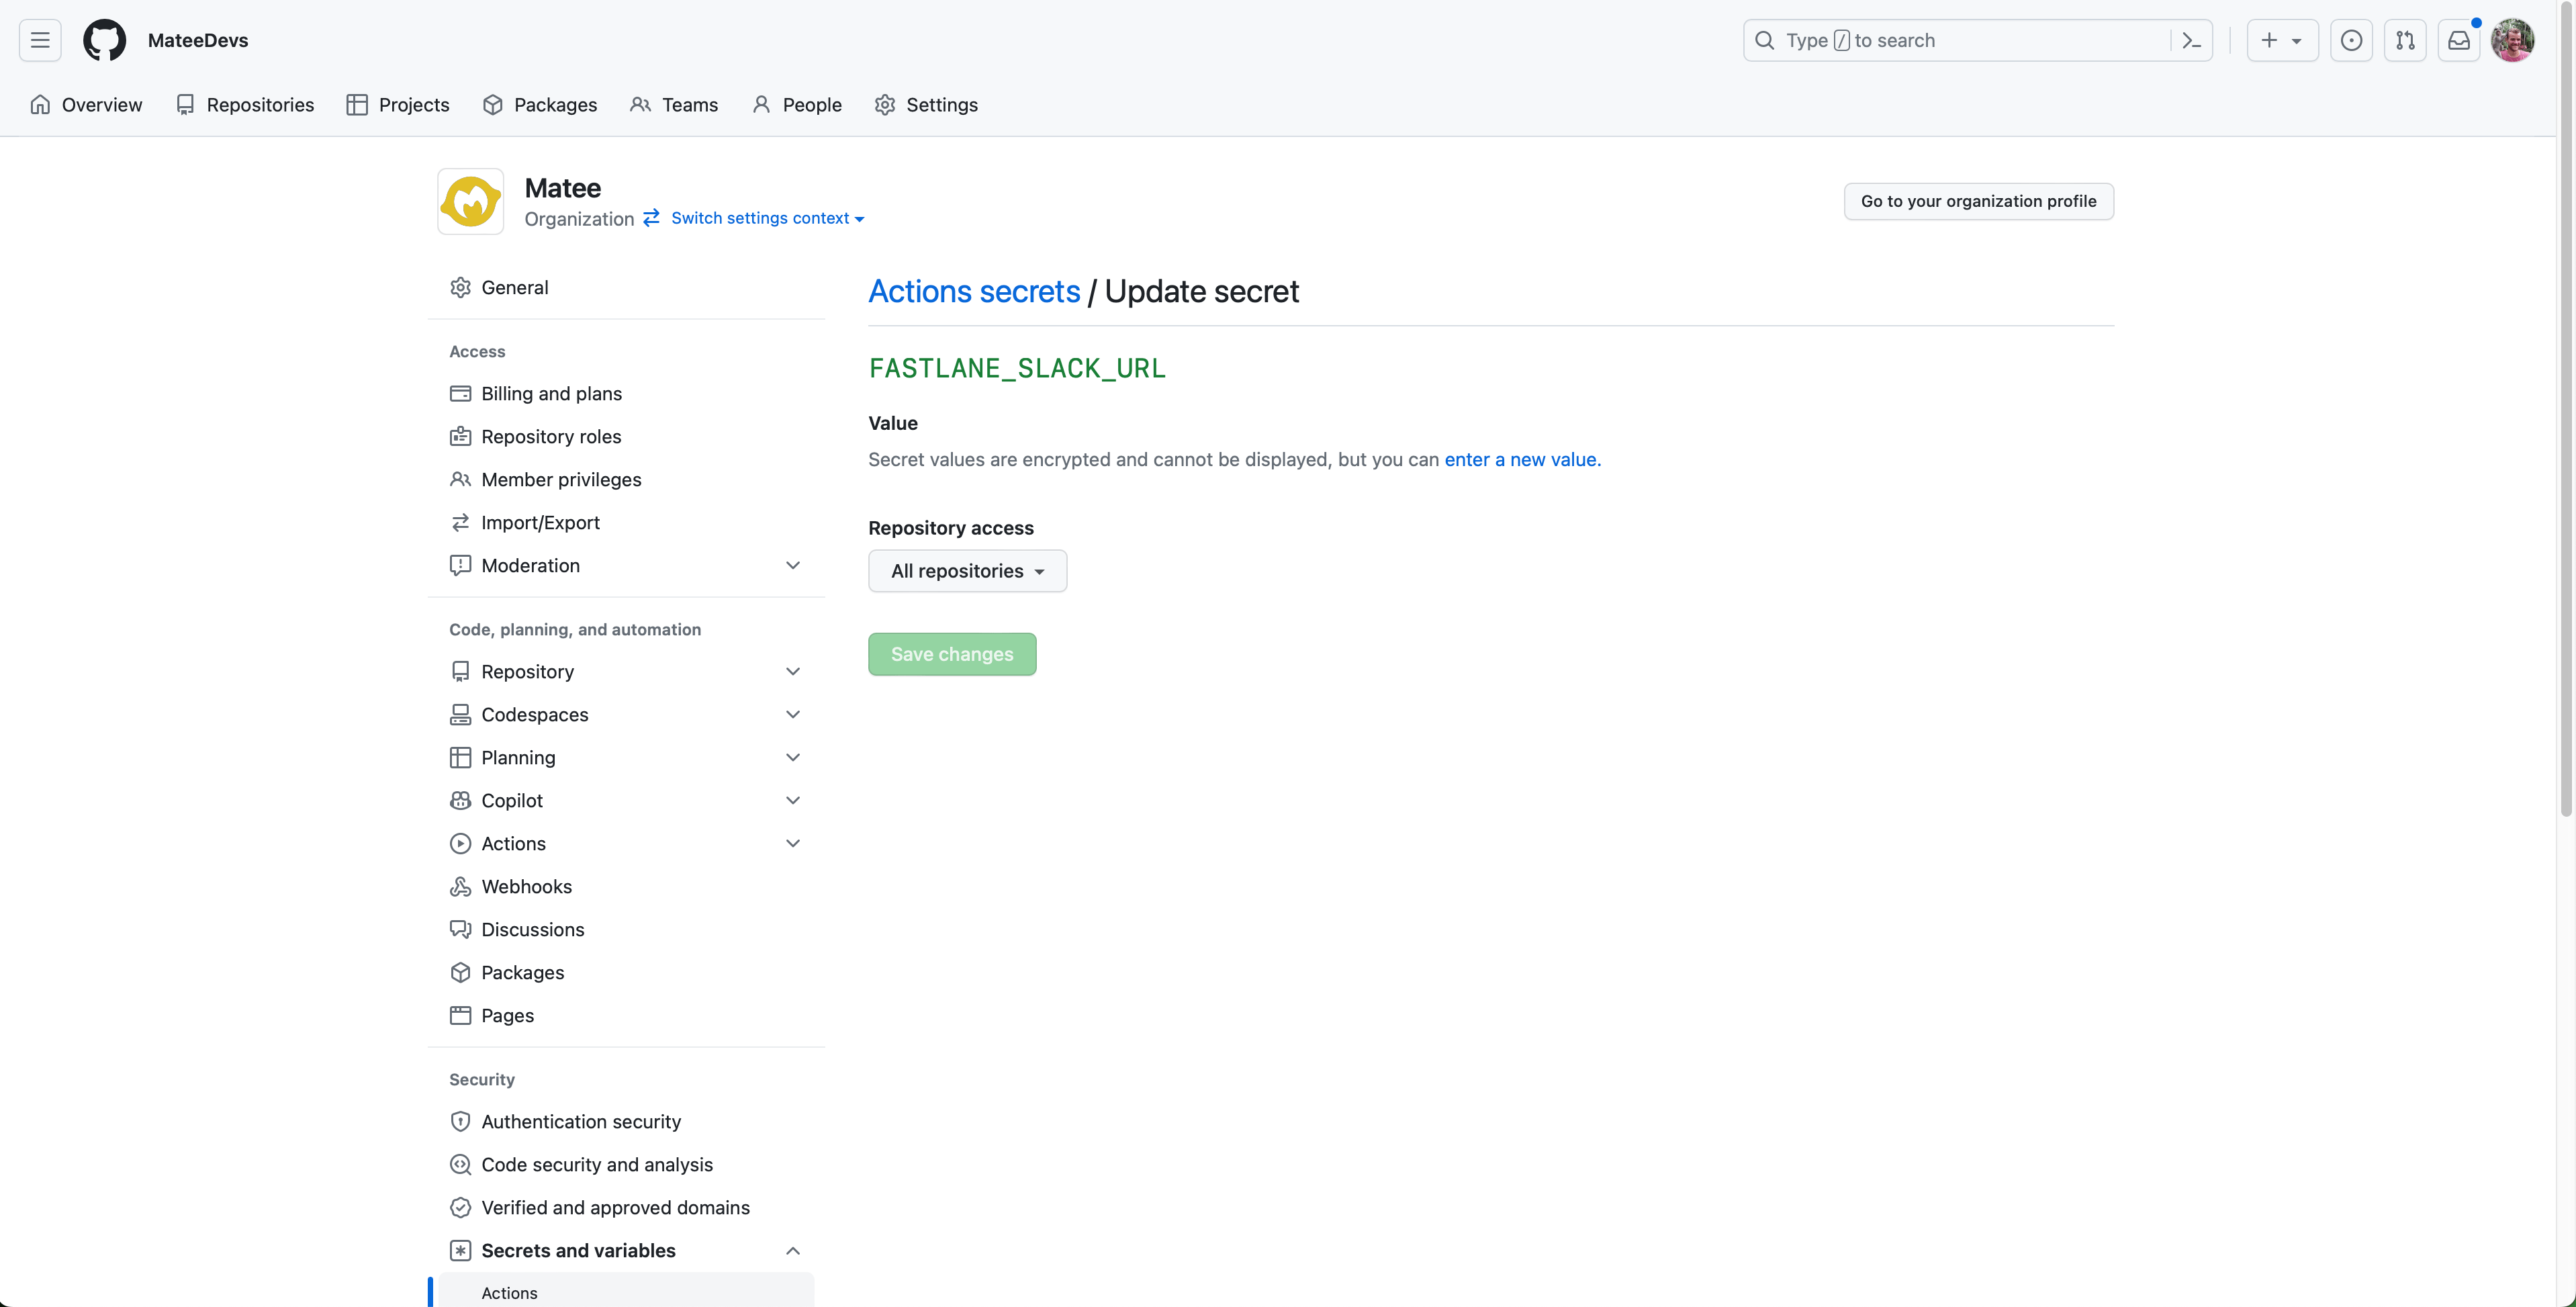 MateeDevs
Type / to search
Overview
Repositories
Projects
Packages
Teams
People
Settings
Matee
Organization Switch settings context
Go to your organization profile
General
Access
Billing and plans
Repository roles
Member privileges
Import/Export
Moderation
Code, planning, and automation
Repository
Codespaces
Planning
Copilot
Actions
Webhooks
Discussions
Packages
Pages
Security
Authentication security
Code security and analysis
Verified and approved domains
Secrets and variables
Actions
Actions secrets / Update secret
FASTLANE_SLACK_URL
Value
Secret values are encrypted and cannot be displayed, but you can enter a new value.
Repository access
All repositories
Save changes